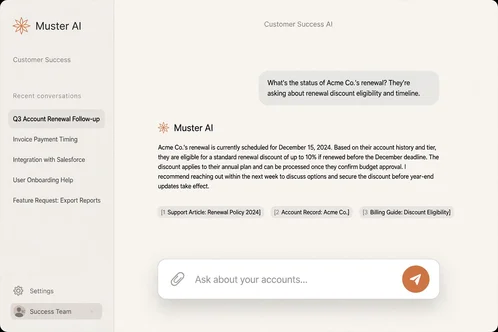 Muster AI
Customer Success
Recent conversations
Q3 Account Renewal Follow-up
Invoice Payment Timing
Integration with Salesforce
User Onboarding Help
Feature Request: Export Reports
Settings
Success Team
Customer Success AI
What's the status of Acme Co.'s renewal? They're
asking about renewal discount eligibility and timeline.
Muster AI
Acme Co.'s renewal is currently scheduled for December 15, 2024. Based on their account history and tier,
they are eligible for a standard renewal discount of up to 10% if renewed before the December deadline. The
discount applies to their annual plan and can be processed once they confirm budget approval. I
recommend reaching out within the next week to discuss options and secure the discount before year-end
updates take effect.
[1 Support Article: Renewal Policy 2024]
[2 Account Record: Acme Co.]
[3 Billing Guide: Discount Eligibility]
Ask about your accounts...